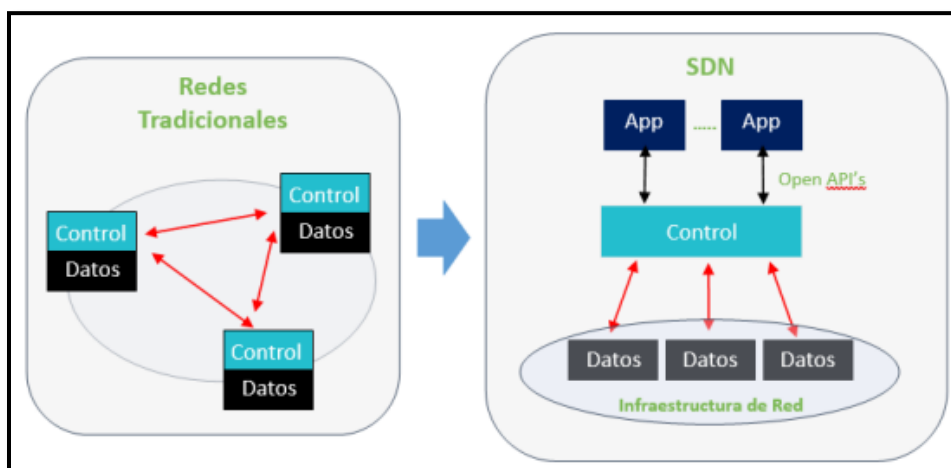 Redes
Tradicionales
Control
Datos
Control
Datos
Control
Datos
SDN
App
.....
App
Open API's
Control
Datos
Datos
Datos
Infraestructura de Red